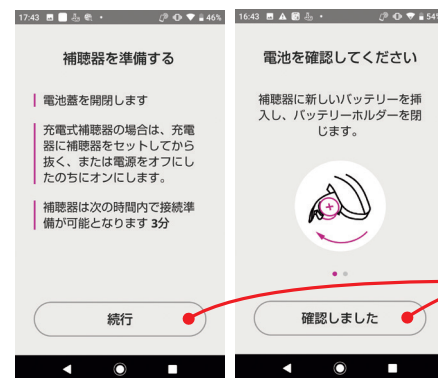 17:43
46%
補聴器を準備する
電池蓋を開閉します
充電式補聴器の場合は、充電
器に補聴器をセットしてから
抜く、または電源をオフにし
たのちにオンにします。
補聴器は次の時間内で接続準
備が可能となります 3分
続行
16:43
54%
電池を確認してください
補聴器に新しいバッテリーを挿
入し、バッテリーホルダーを閉
じます。
確認しました